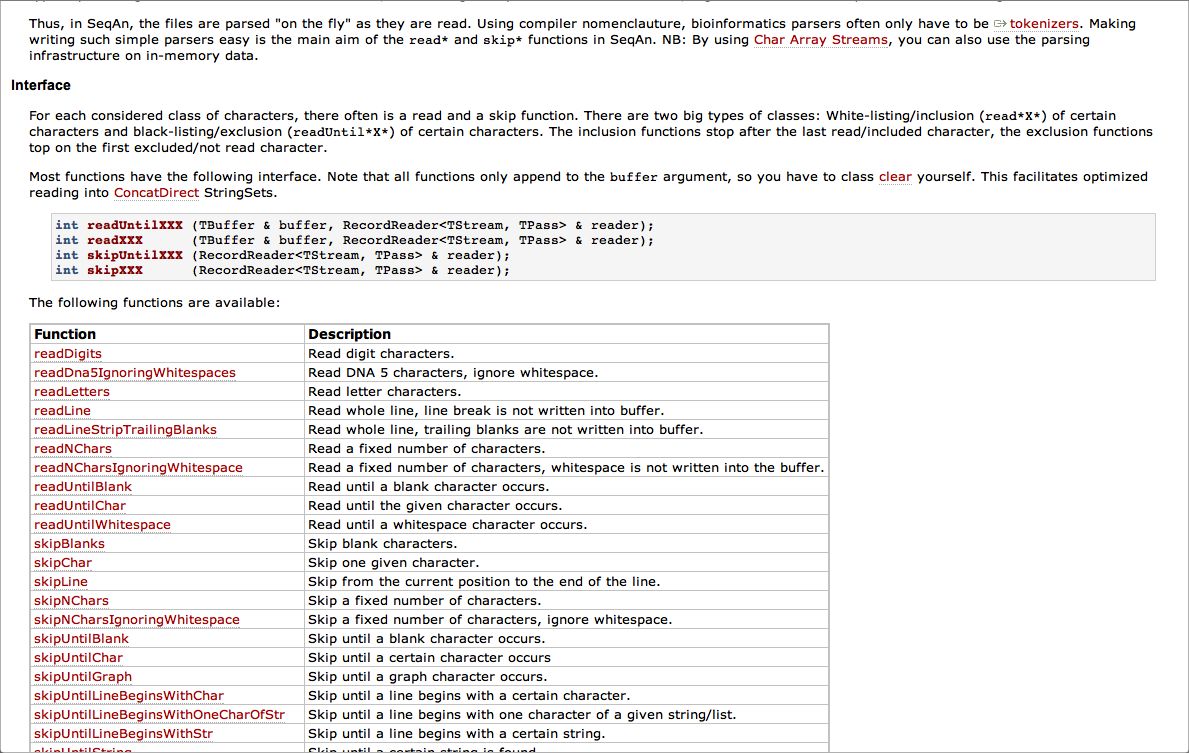 Thus, in SeqAn, the files are parsed "on the fly" as they are read. Using compiler nomenclauture, bioinformatics parsers often only have to be tokenizers. Making
writing such simple parsers easy is the main aim of the read* and skip* functions in SeqAn. NB: By using Char Array Streams, you can also use the parsing
infrastructure on in-memory data.
Interface
For each considered class of characters, there often is a read and a skip function. There are two big types of classes: White-listing/inclusion (read*X*) of certain
characters and black-listing/exclusion (readUntil*X*) of certain characters. The inclusion functions stop after the last read/included character, the exclusion functions
top on the first excluded/not read character.
Most functions have the following interface. Note that all functions only append to the buffer argument, so you have to class clear yourself. This facilitates optimized
reading into ConcatDirect StringSets.
int readUntilXXX (TBuffer & buffer, RecordReader<TStream, TPass> & reader);
int readXXX (TBuffer & buffer, RecordReader<TStream, TPass> & reader);
int skipUntilXXX (RecordReader<TStream, TPass> & reader);
int skipXXX (RecordReader<TStream, TPass> & reader);
The following functions are available:
Function Description
readDigits Read digit characters.
readDna5IgnoringWhitespaces Read DNA 5 characters, ignore whitespace.
readLetters Read letter characters.
readLine Read whole line, line break is not written into buffer.
readLineStripTrailingBlanks Read whole line, trailing blanks are not written into buffer.
readNChars Read a fixed number of characters.
readNCharsIgnoringWhitespace Read a fixed number of characters, whitespace is not written into the buffer.
readUntilBlank Read until a blank character occurs.
readUntilChar Read until the given character occurs.
readUntilWhitespace Read until a whitespace character occurs.
skipBlanks Skip blank characters.
skipChar Skip one given character.
skipLine Skip from the current position to the end of the line.
skipNChars Skip a fixed number of characters.
skipNCharsIgnoringWhitespace Skip a fixed number of characters, ignore whitespace.
skipUntilBlank Skip until a blank character occurs.
skipUntilChar Skip until a certain character occurs
skipUntilGraph Skip until a graph character occurs.
skipUntilLineBeginsWithChar Skip until a line begins with a certain character.
skipUntilLineBeginsWithOneCharOfStr Skip until a line begins with one character of a given string/list.
skipUntilLineBeginsWithStr Skip until a line begins with a certain string.
skipUntilString Skip until a certain string is found.